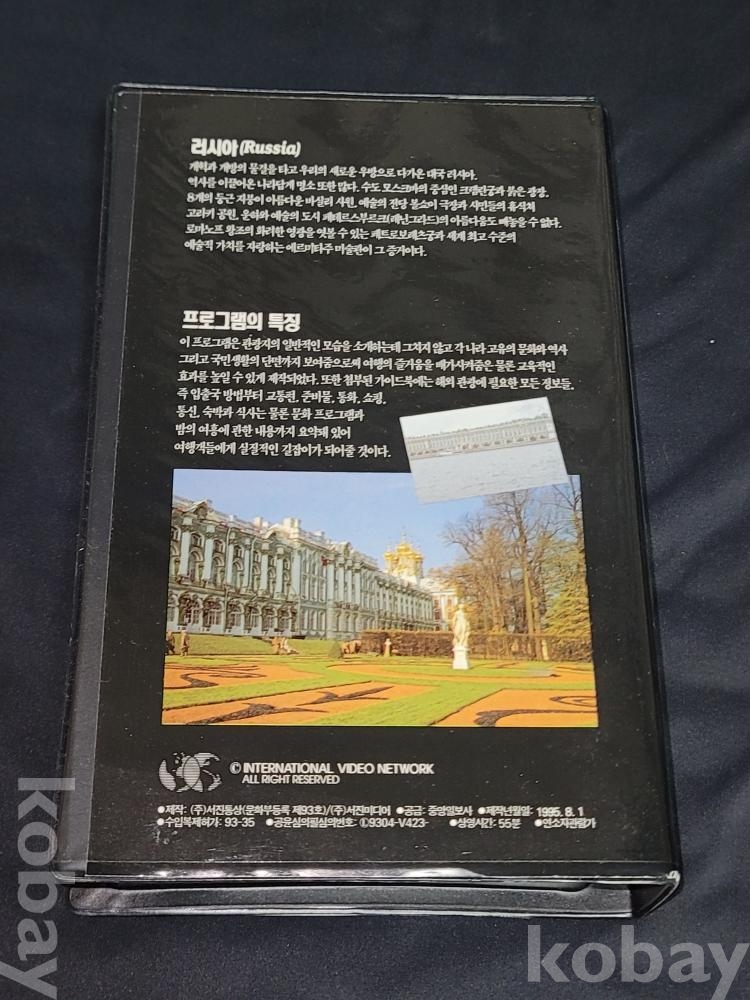 러시아(Russia)
개혁과 개방의 물결을 타고 우리의 새로운 우방으로 다가온 대국 러시아.
역사를 이끌어온 나라답게 명소 또한 많다. 수도 모스크바의 중심인 크렘린궁과 붉은 광장,
8개의 둥근 지붕이 아름다운 바실리 사원, 예술의 전당 볼쇼이 극장과 시민들의 휴식처
고리키 공원, 운하와 예술의 도시 페테르스부르크(레닌그라드)의 아름다움도 빼놓을 수 없다.
로마노프 왕조의 화려한 영광을 엿볼 수 있는 페트로보레츠궁과 세계 최고 수준의
예술적 가치를 자랑하는 에르미타주 미술관이 그 증거이다.
프로그램의 특징
이 프로그램은 관광지의 일반적인 모습을 소개하는데 그치지 않고 각 나라 고유의 문화와 역사
그리고 국민생활의 단면까지 보여줌으로써 여행의 즐거움을 배가시켜줌은 물론 교육적인
효과를 높일 수 있게 제작되었다. 또한 첨부된 가이드북에는 해외 관광에 필요한 모든 정보들,
즉 입출국 방법부터 교통편, 준비물, 통화, 쇼핑,
통신, 숙박과 식사는 물론 문화 프로그램과
밤의 여흥에 관한 내용까지 요약돼 있어
여행객들에게 실질적인 길잡이가 되어줄 것이다.
© INTERNATIONAL VIDEO NETWORK
ALL RIGHT RESERVED
●제작: (주)서진통상(문화부등록 제93호)/(주)서진미디어 ●공급: 중앙일보사 ●제작년월일: 1995. 8. 1
●수입복제허가: 93-35 ●공윤심의필심의번호: ⓛ9304-V423- ●상영시간: 55분 ●연소자관람가
kobay
kobay